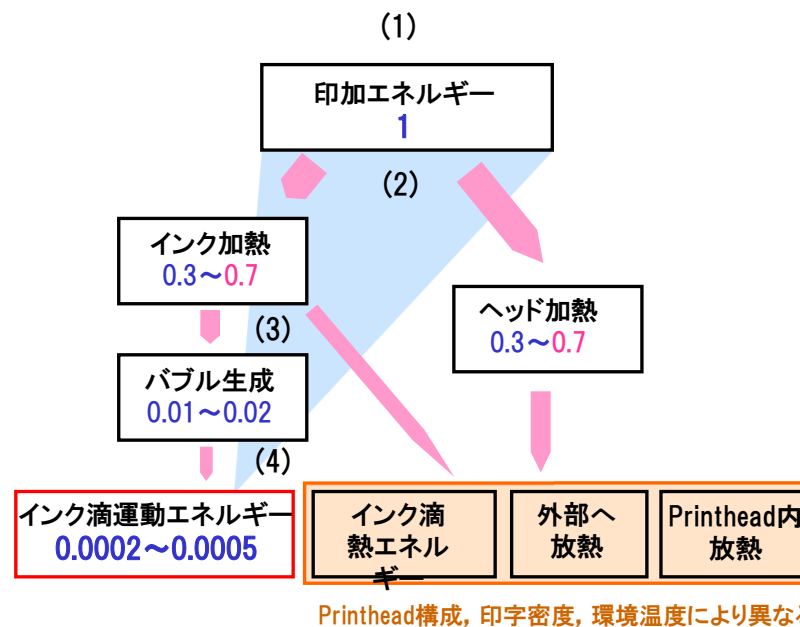 (1)
印加エネルギー
1
(2)
インク加熱
0.3～0.7
ヘッド加熱
0.3～0.7
(3)
バブル生成
0.01～0.02
(4)
インク滴運動エネルギー
0.0002～0.0005
インク滴
熱エネル
ギー
外部へ
放熱
Printhead内
放熱
Printhead構成，印字密度，環境温度により異なる